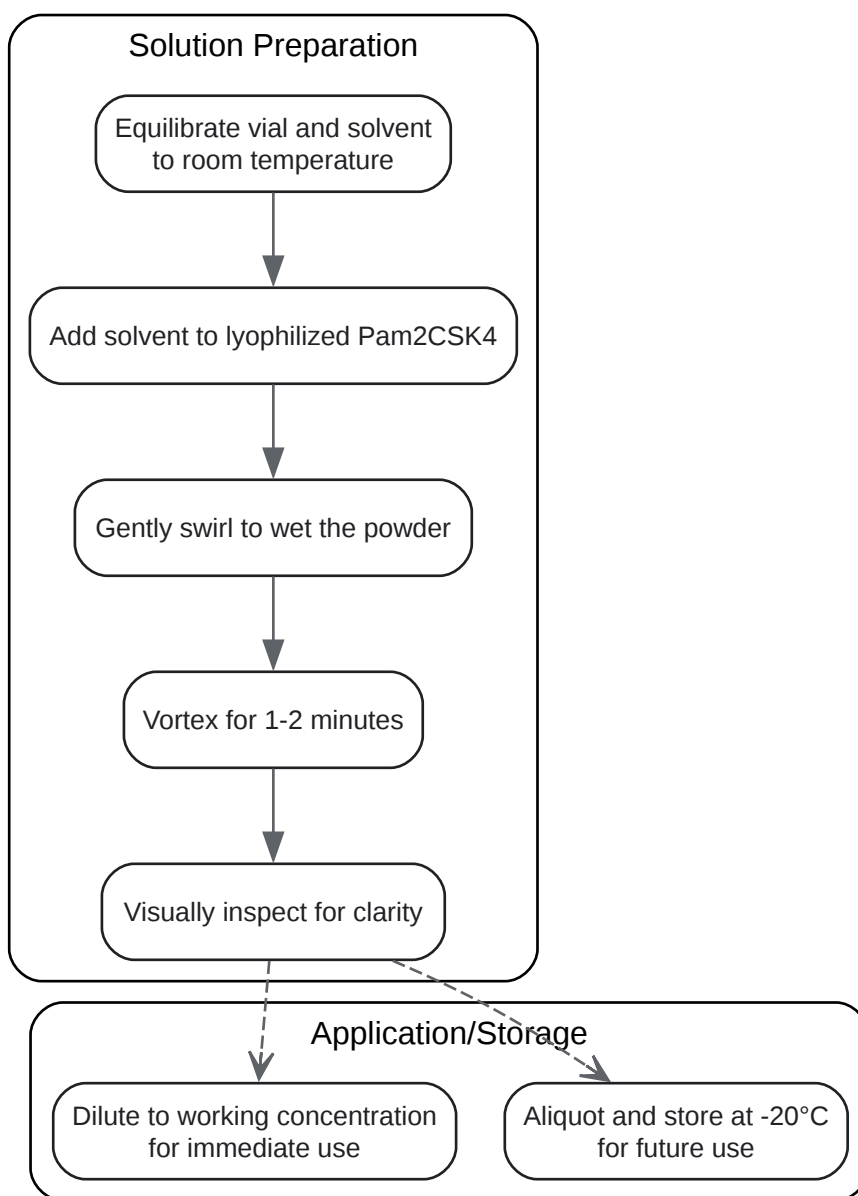 Solution Preparation
Equilibrate vial and solvent
to room temperature
Add solvent to lyophilized Pam2CSK4
Gently swirl to wet the powder
Vortex for 1-2 minutes
Visually inspect for clarity
Application/Storage
Dilute to working concentration
for immediate use
Aliquot and store at -20°C
for future use